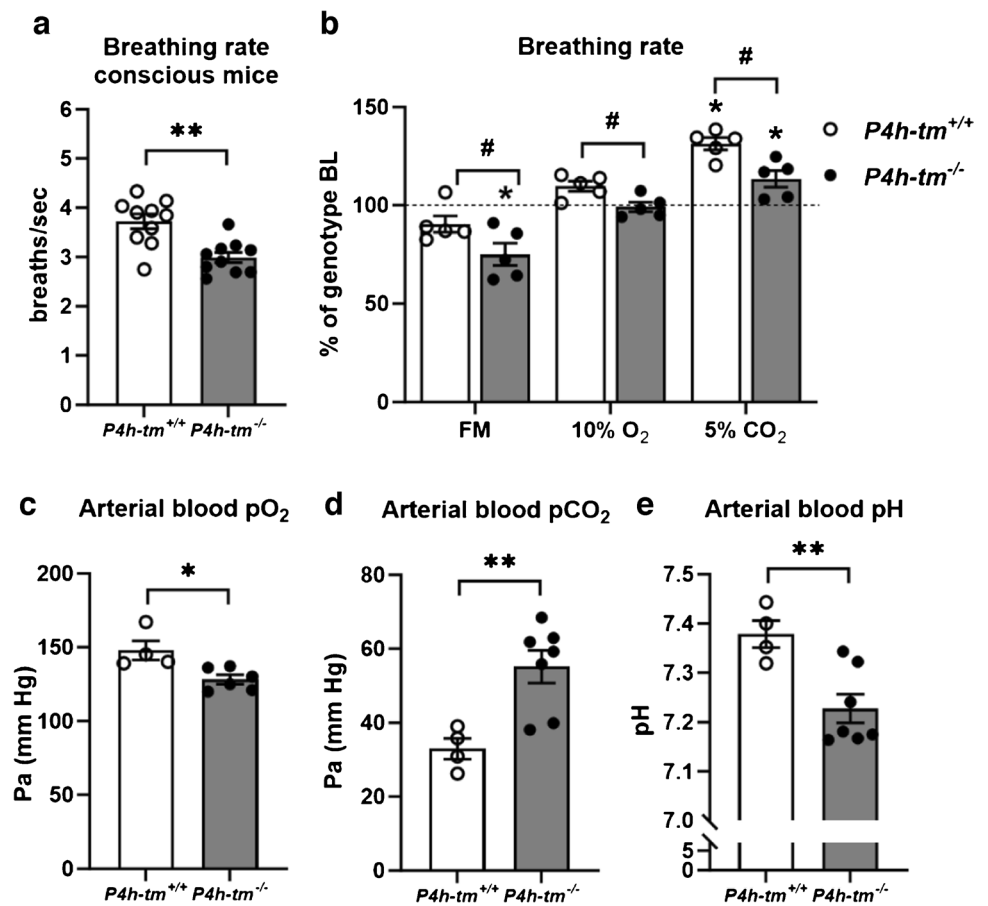 a
Breathing rate
conscious mice
breaths/sec
6
5
4
3
2
1
0
**
P4h-tm+/+ P4h-tm-/-
b
Breathing rate
% of genotype BL
150
100
50
0
#
*
#
#
*
*
FM 10% O2 5% CO2
P4h-tm+/+
P4h-tm-/-
c
Arterial blood pO2
Pa (mm Hg)
200
150
100
50
0
*
P4h-tm+/+ P4h-tm-/-
d
Arterial blood pCO2
Pa (mm Hg)
80
60
40
20
0
**
P4h-tm+/+ P4h-tm-/-
e
Arterial blood pH
pH
7.5
7.4
7.3
7.2
7.1
7.0
5
0
**
P4h-tm+/+ P4h-tm-/-